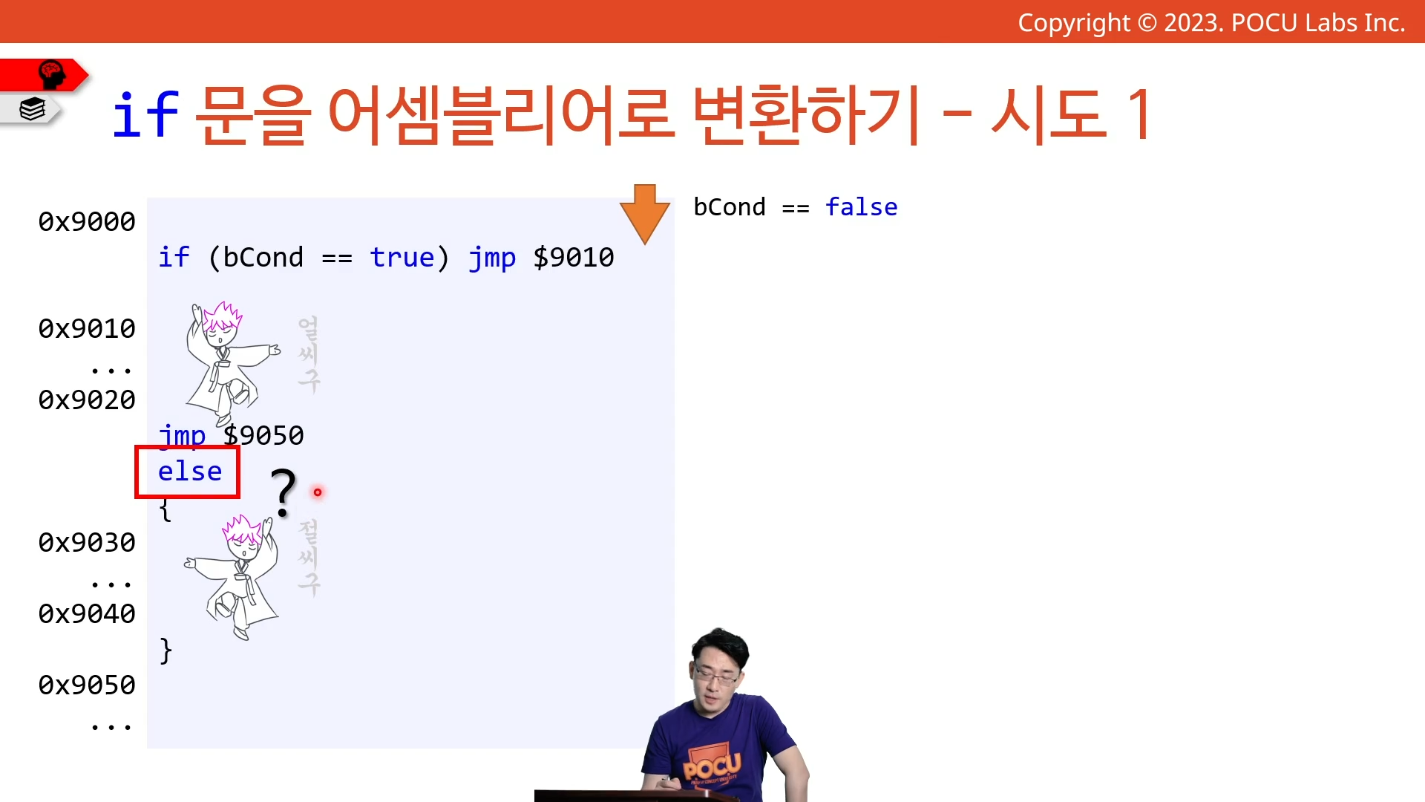 Copyright © 2023. POCU Labs Inc.
if 문을 어셈블리어로 변환하기 – 시도 1
bCond == false
0x9000
if (bCond == true) jmp $9010
0x9010
얼씨구
...
0x9020
jmp $9050
else
?
{
절씨구
0x9030
...
0x9040
}
0x9050
...
POCU